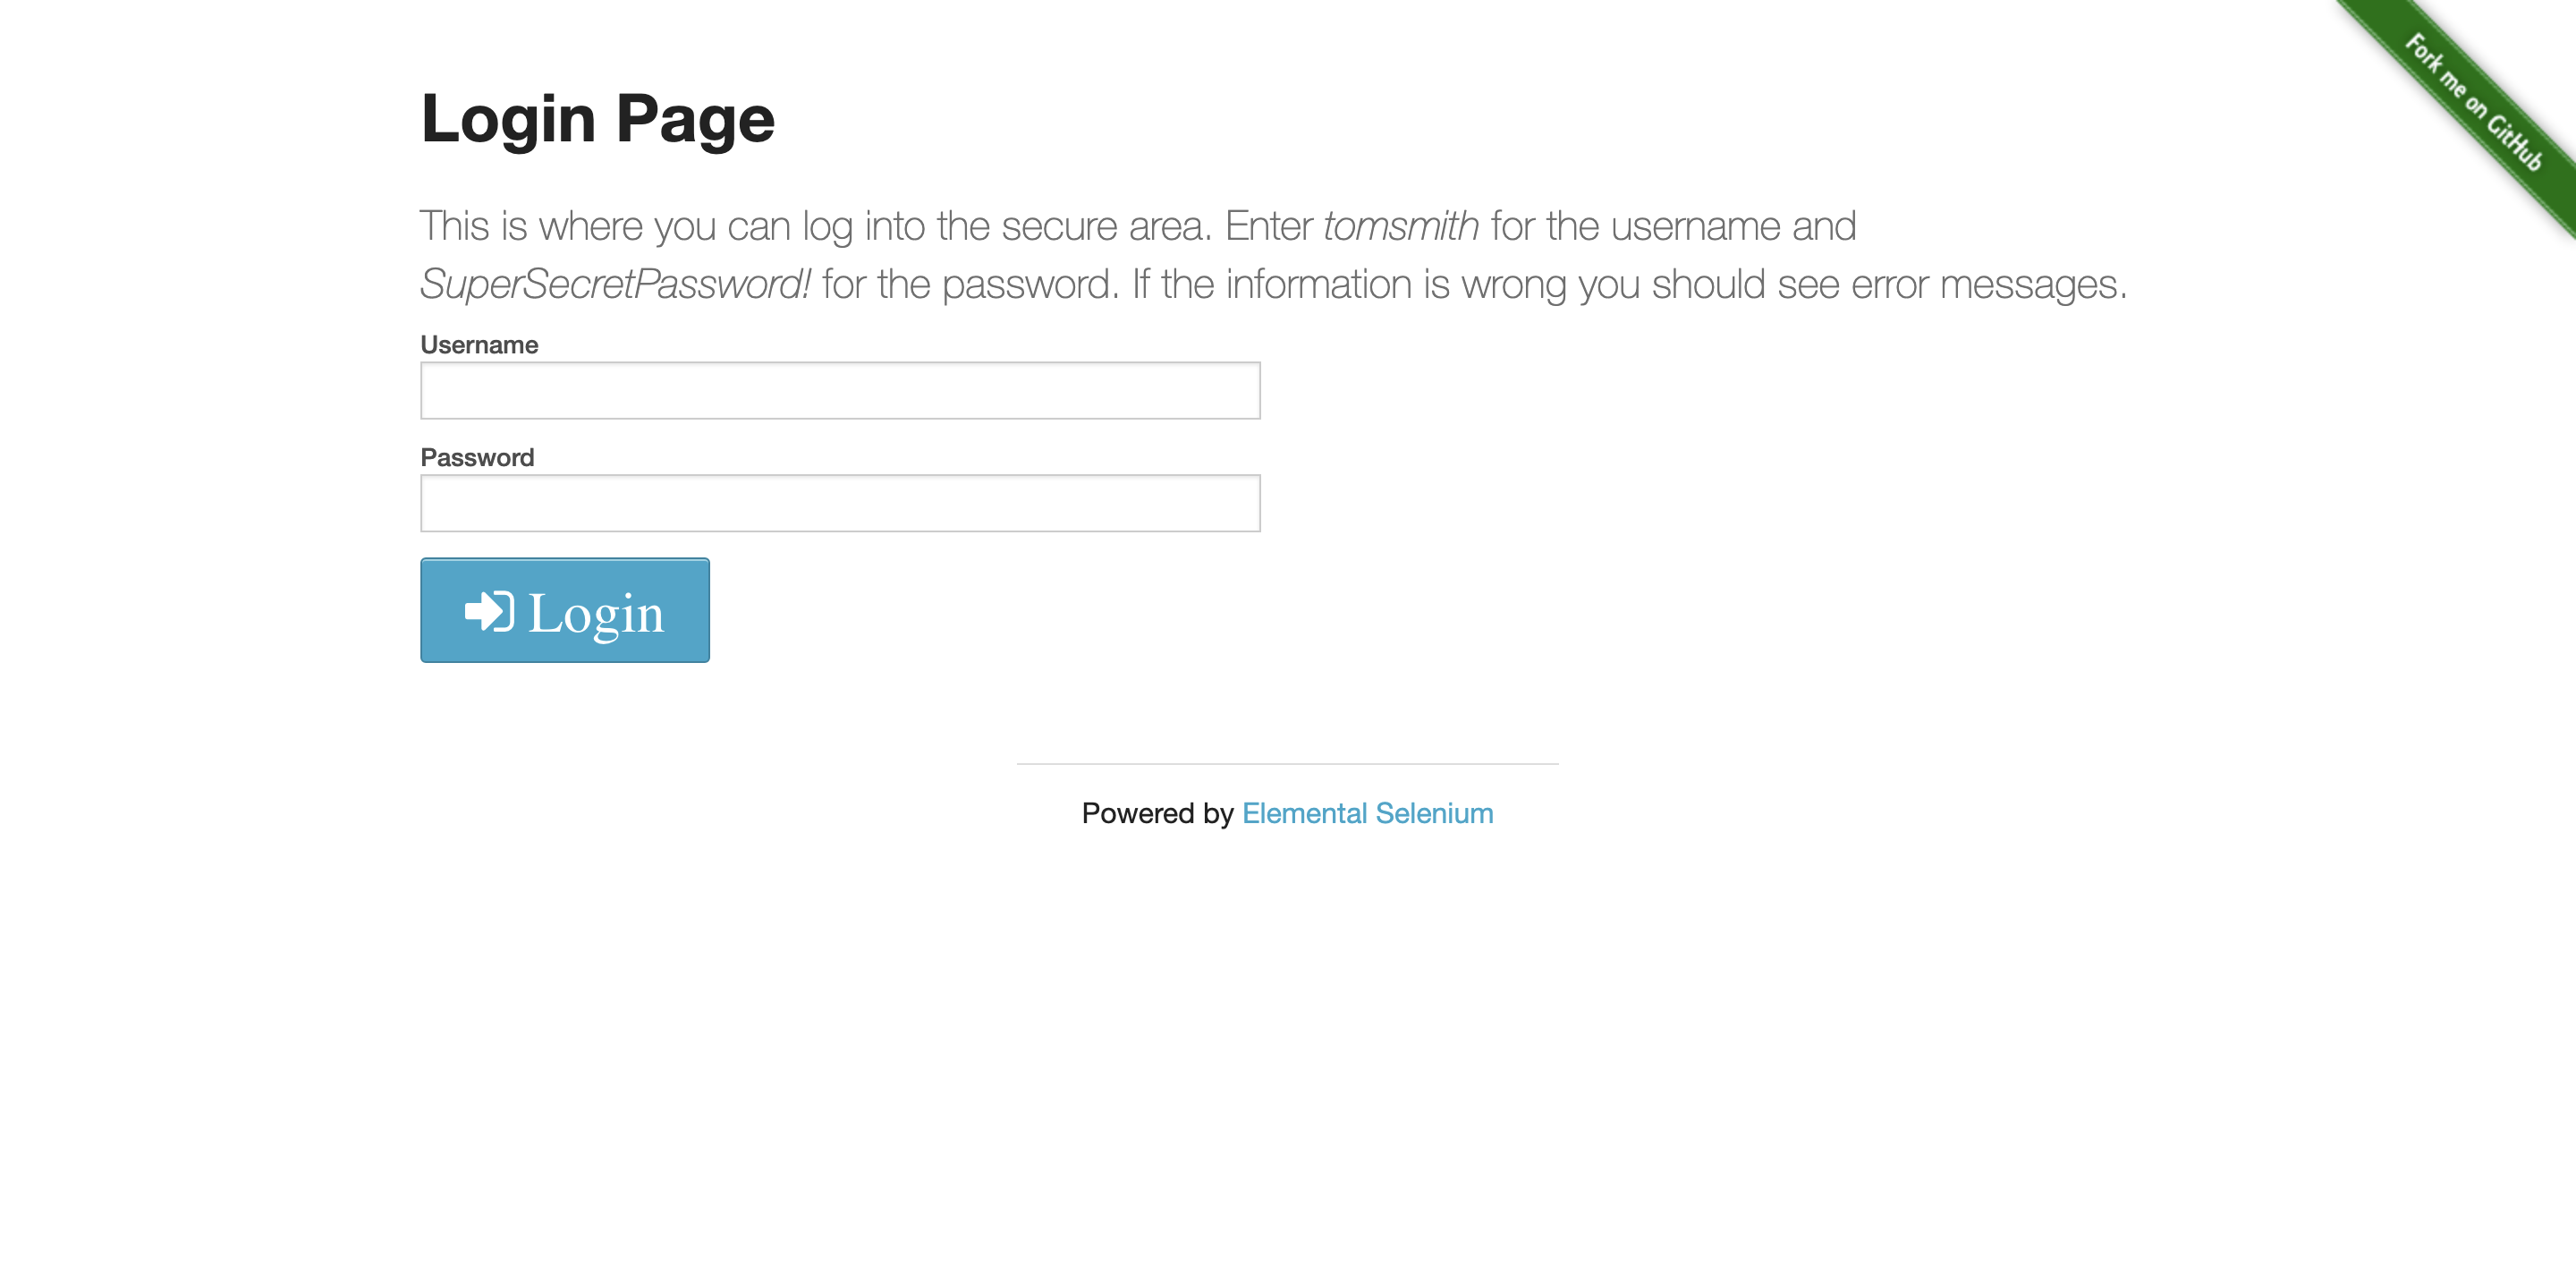 Fork me on GitHub
Login Page
This is where you can log into the secure area. Enter tomsmith for the username and
SuperSecretPassword! for the password. If the information is wrong you should see error messages.
Username
Password
Login
Powered by Elemental Selenium